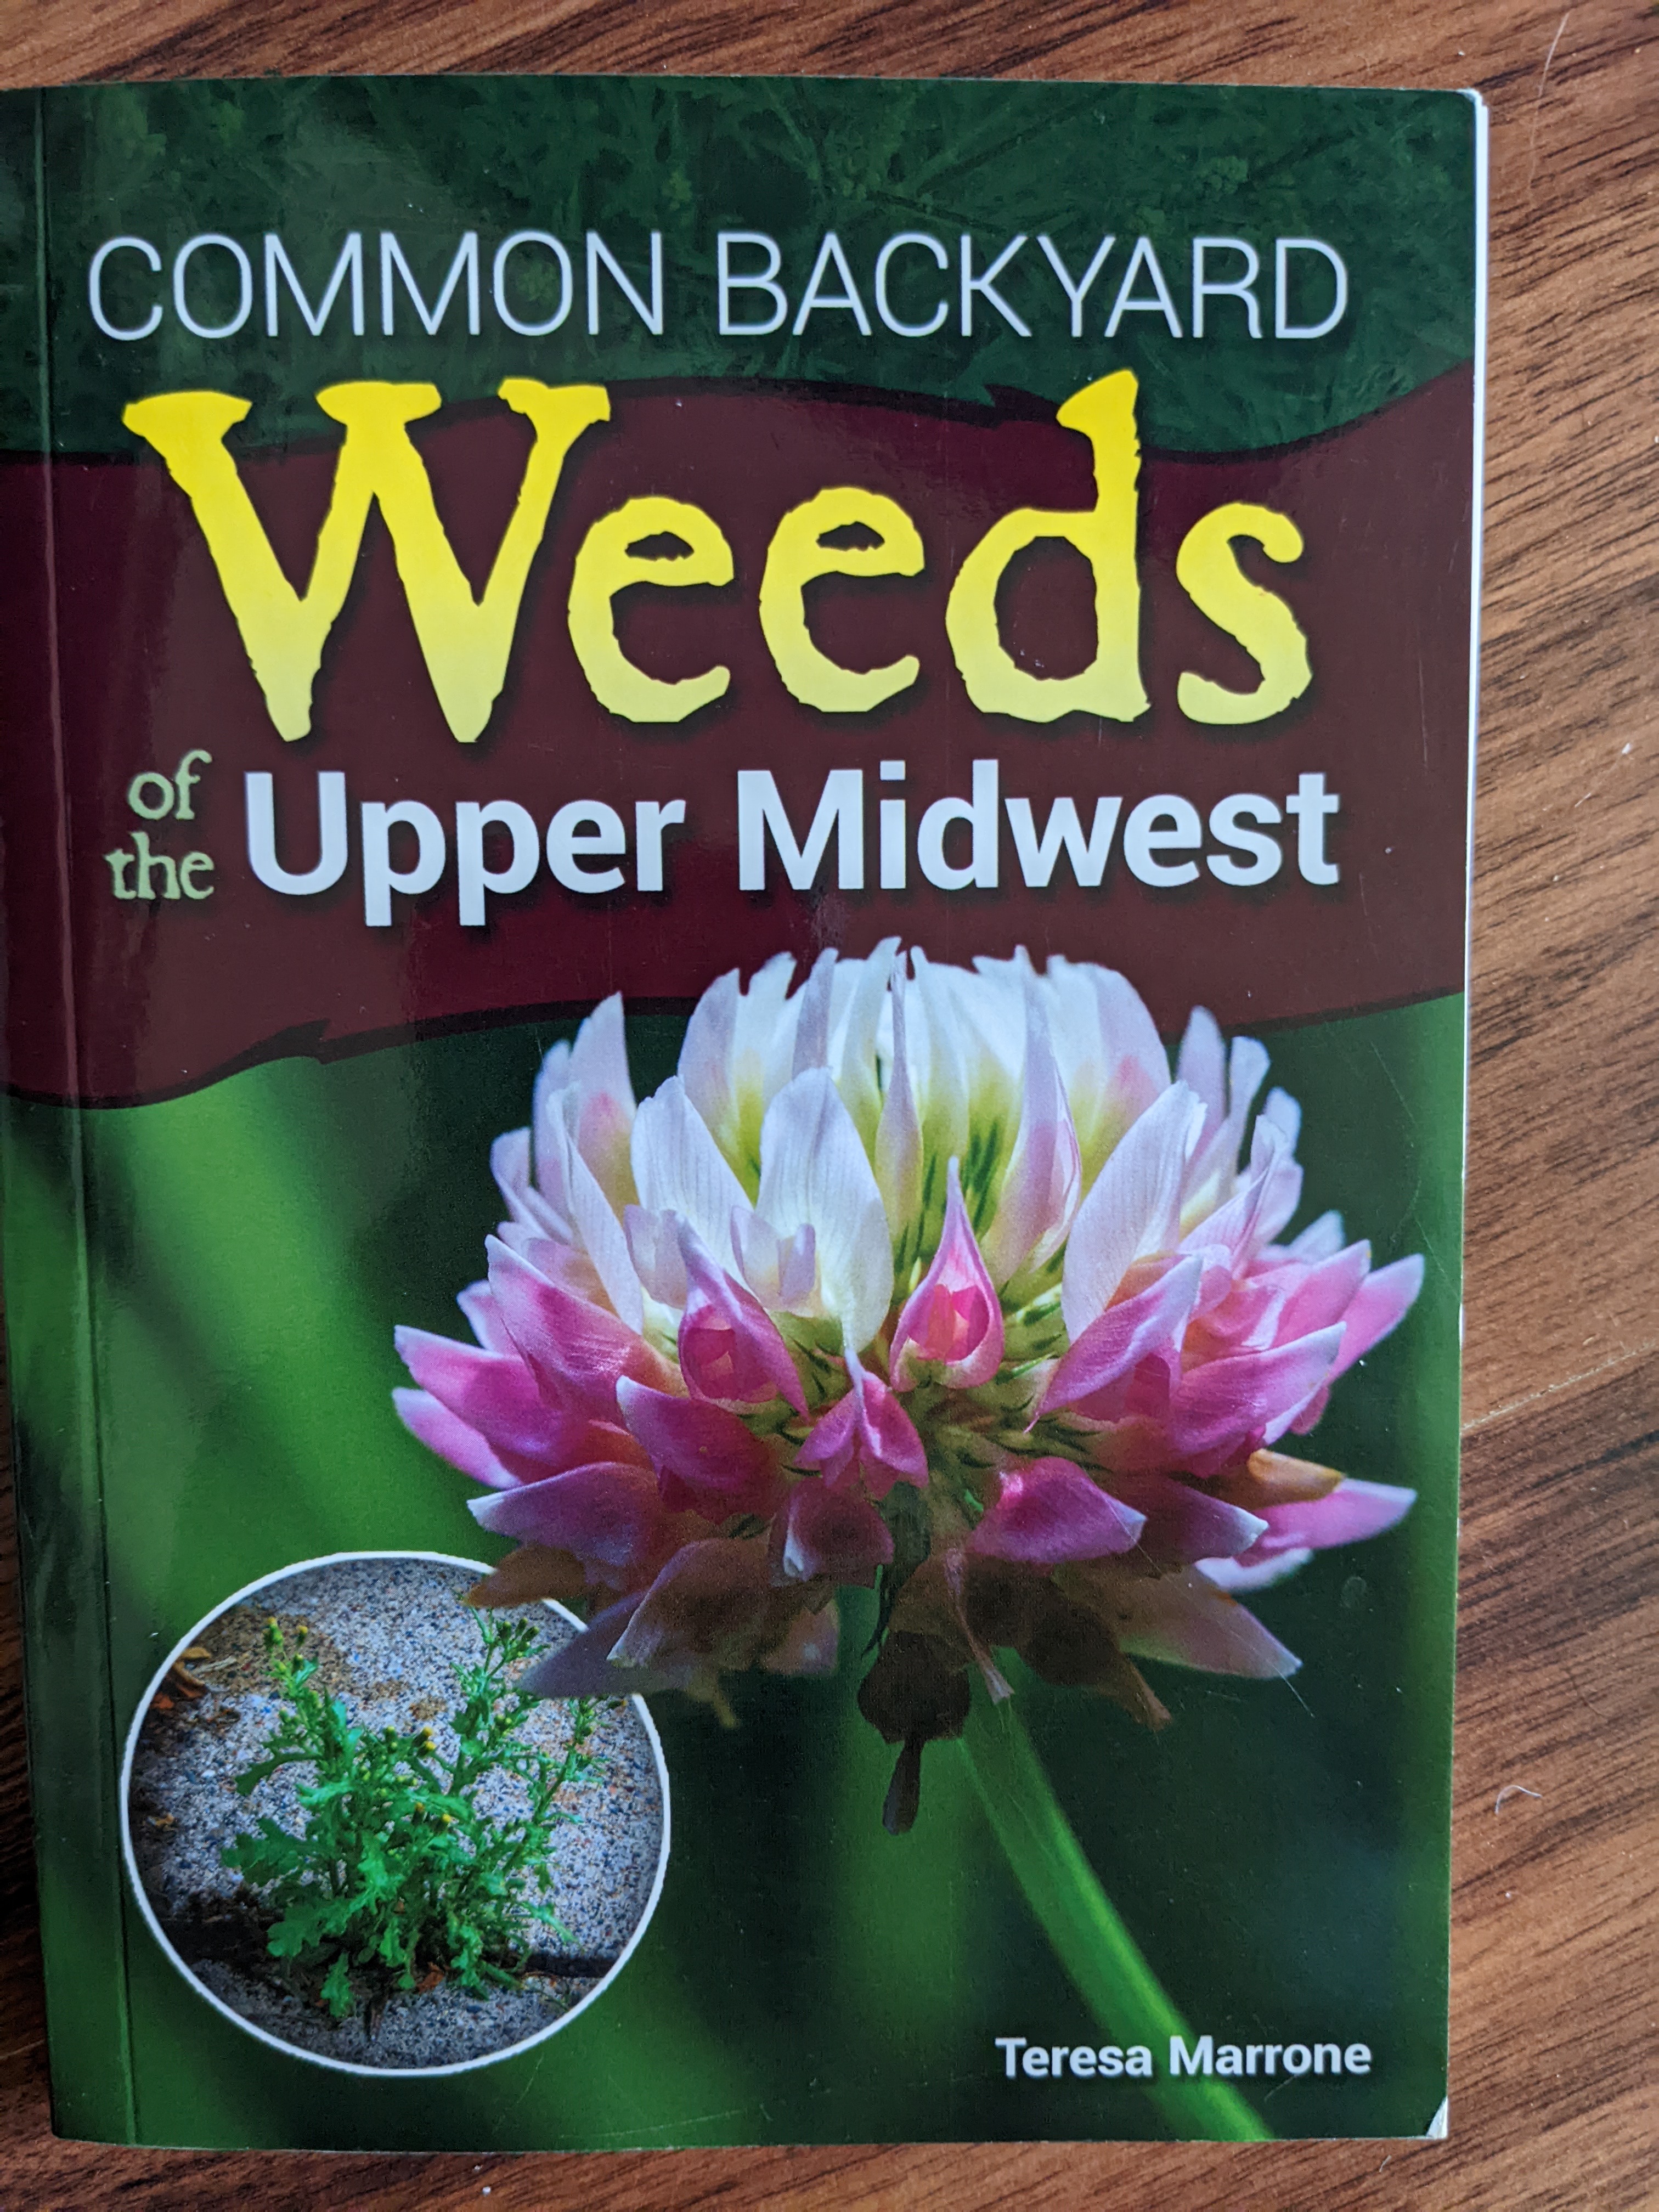 COMMON BACKYARD
Weeds
of
the
Upper Midwest
Teresa Marrone